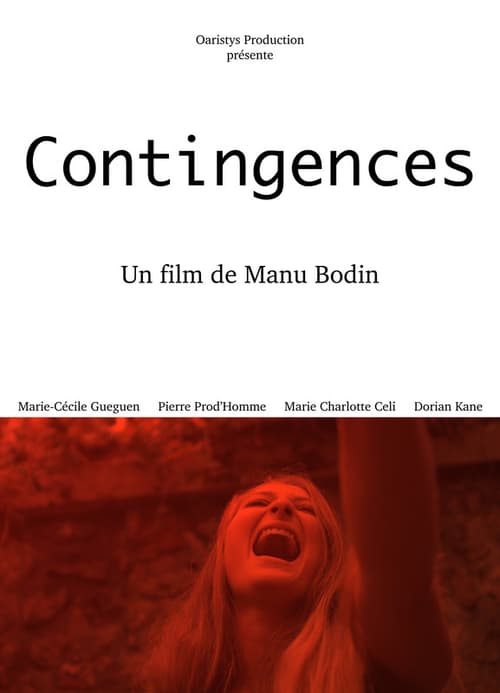 Oaristys Production
présente
Contingences
Un film de Manu Bodin
Marie-Cécile Gueguen Pierre Prod'Homme Marie Charlotte Celi Dorian Kane